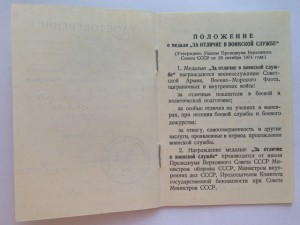 УДОСТОВЕРЕНИЕ
ПОЛОЖЕНИЕ
о медали „ЗА ОТЛИЧИЕ В ВОИНСКОЙ СЛУЖБЕ"
(Утверждено Указом Президиума Верховного
Совета СССР от 28 октября 1974 года)
1. Медалью „За отличие в воинской служ-
бе" награждаются военнослужащие Совет-
ской Армии, Военно-Морского Флота,
пограничных и внутренних войск:
за отличные показатели в боевой и
политической подготовке;
за особые отличия на учениях и манев-
рах, при несении боевой службы и боевого
дежурства;
за отвагу, самоотверженность и другие
заслуги, проявленные в период прохождения
воинской службы.
2. Награждение медалью „За отличие
в воинской службе" производится от имени
Президиума Верховного Совета СССР Ми-
нистром обороны СССР, Министром внут-
ренних дел СССР, Председателем Комитета
государственной безопасности при Совете
Министров СССР.